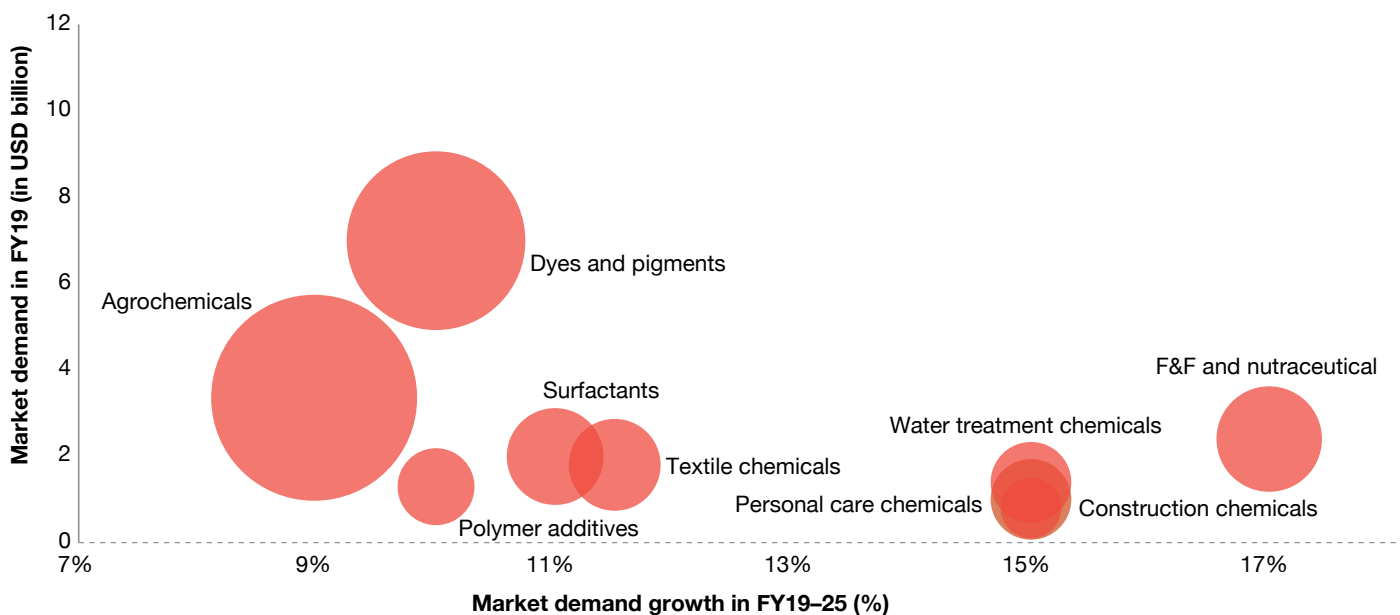 Market demand in FY19 (in USD billion)
12
10
8
6
4
2
0
Agrochemicals
Dyes and pigments
Surfactants
Textile chemicals
Polymer additives
F&F and nutraceutical
Water treatment chemicals
Personal care chemicals
Construction chemicals
7%
9%
11%
13%
15%
17%
Market demand growth in FY19–25 (%)